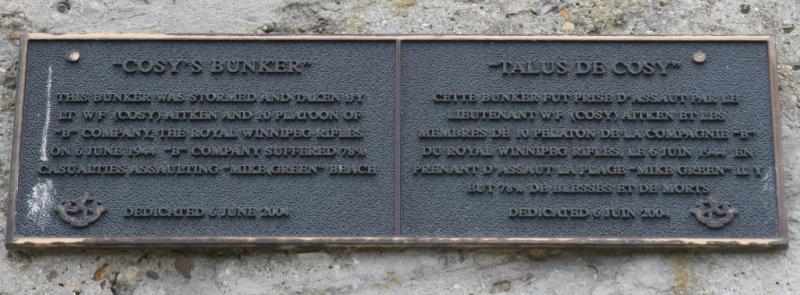 "COSY'S BUNKER"
THIS BUNKER WAS STORMED AND TAKEN BY
LT W.F. (COSY) AITKEN AND 10 PLATOON OF
"B" COMPANY, THE ROYAL WINNIPEG RIFLES
ON 6 JUNE 1944. "B" COMPANY SUFFERED 78%
CASUALTIES ASSAULTING "MIKE GREEN" BEACH
DEDICATED 6 JUNE 2004
"TALUS DE COSY"
CETTE BUNKER FUT PRISE D'ASSAUT PAR LE
LIEUTENANT W.F. (COSY) AITKEN ET LES
MEMBRES DE 10 PELATON DE LA COMPAGNIE "B"
DU ROYAL WINNIPEG RIFLES, LE 6 JUIN 1944. EN
PRENANT D'ASSAUT LA PLAGE "MIKE GREEN" IL Y
BUT 78% DE BLESSES ET DE MORTS
DEDICATED 6 JUIN 2004